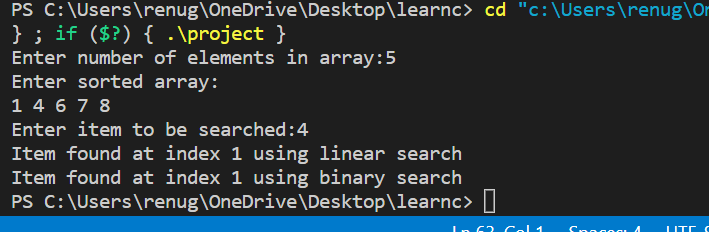 PS C:\Users\renug\OneDrive\Desktop\learnc> cd "c:\Users\renug\On
} ; if ($?) { .\project }
Enter number of elements in array:5
Enter sorted array:
1 4 6 7 8
Enter item to be searched:4
Item found at index 1 using linear search
Item found at index 1 using binary search
PS C:\Users\renug\OneDrive\Desktop\learnc>
Ln 63, Col 1 Spaces: 4 UTF-8